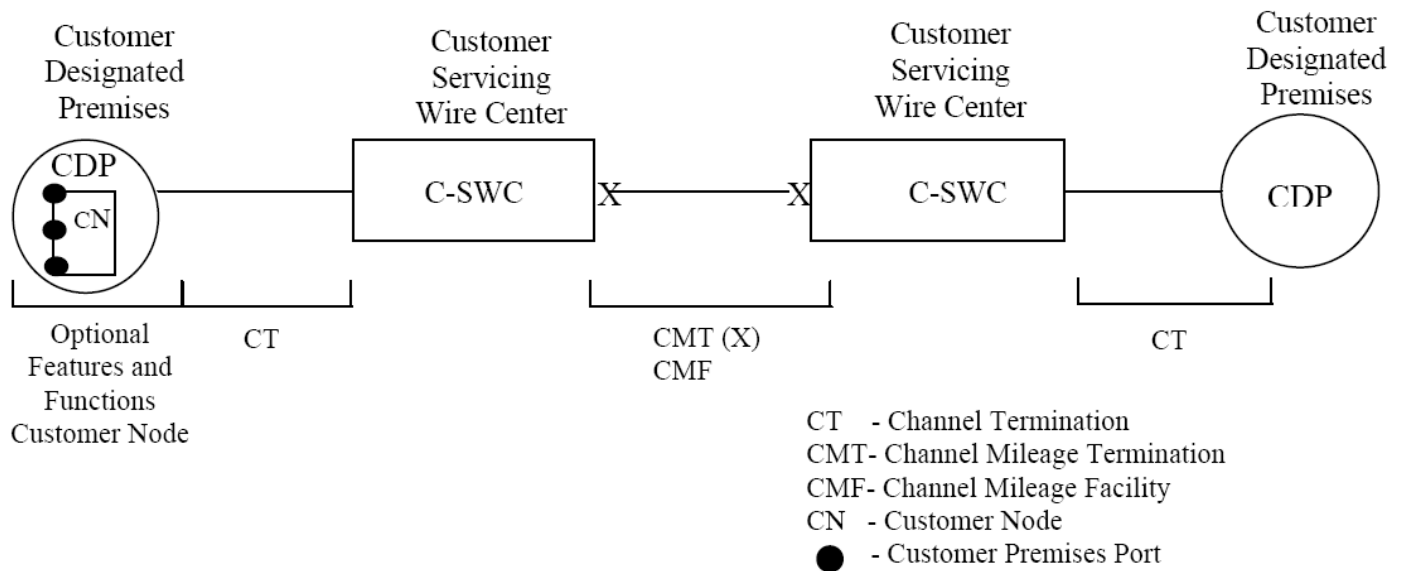 Customer
Designated
Premises
Customer
Servicing
Wire Center
Customer
Servicing
Wire Center
Customer
Designated
Premises
CDP
CN
C-SWC
X
X
C-SWC
CDP
Optional
Features and
Functions
Customer Node
CT
CMT (X)
CMF
CT
CT - Channel Termination
CMT- Channel Mileage Termination
CMF- Channel Mileage Facility
CN - Customer Node
- Customer Premises Port